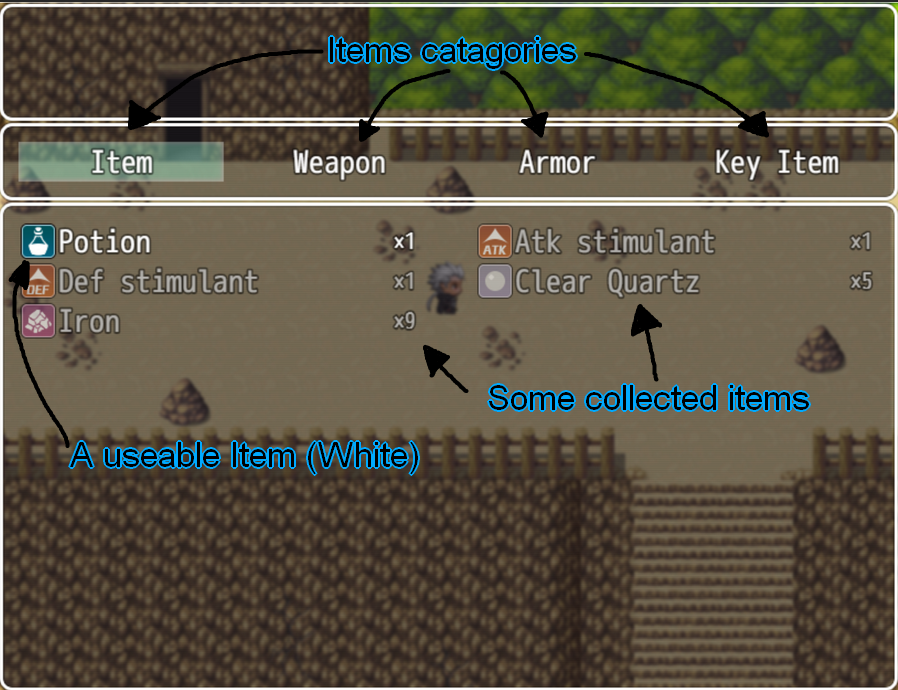 Items catagories
Item Weapon Armor Key Item
Potion x1 Atk stimulant x1
Def stimulant x1 Clear Quartz x5
Iron x9
Some collected items
A useable Item (White)